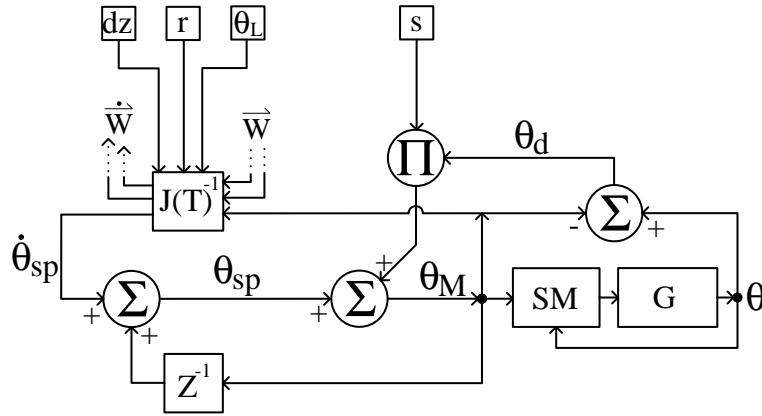 dz r θL s
ẇ w
θd
Π
J(T)⁻¹
Σ
- +
θ̇sp
θsp
+
θM
Σ
+ +
Σ
+
SM
G
θ
Z⁻¹